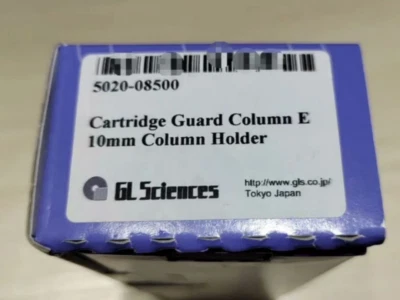 5020-08500
Cartridge Guard Column E
10mm Column Holder
GL Sciences
http://www.gls.co.jp/
Tokyo Japan